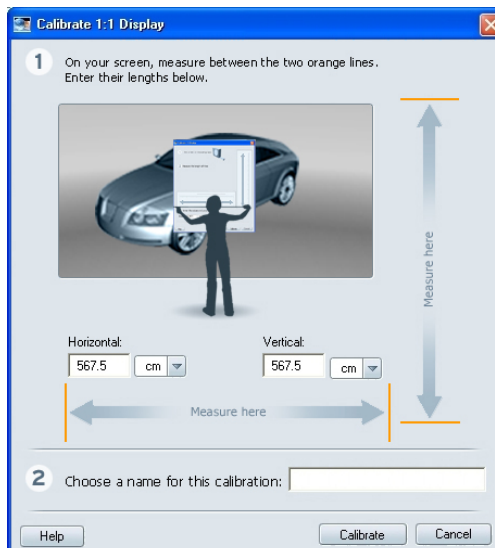 Calibrate 1:1 Display
1 On your screen, measure between the two orange lines.
Enter their lengths below.
Measure here
Horizontal: Vertical:
567.5 cm 567.5 cm
Measure here
2 Choose a name for this calibration:
Help Calibrate Cancel